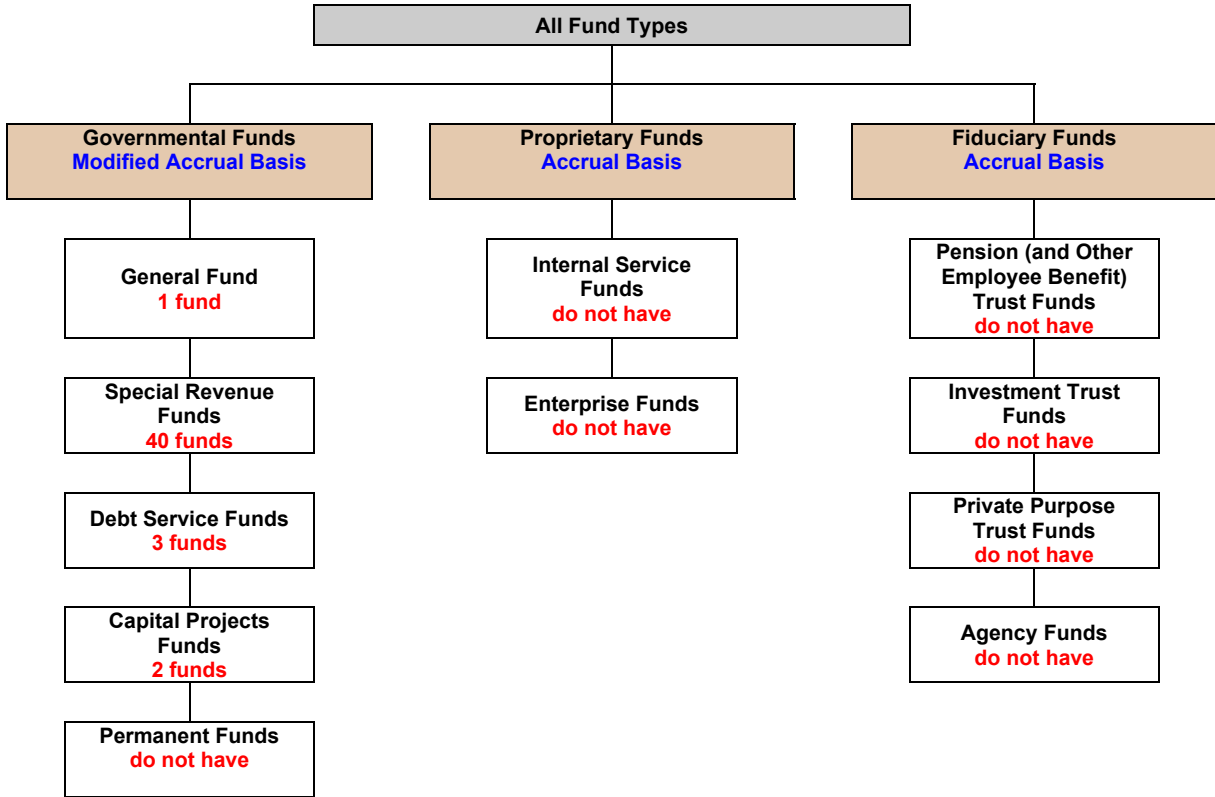 All Fund Types
Governmental Funds
Modified Accrual Basis
Proprietary Funds
Accrual Basis
Fiduciary Funds
Accrual Basis
General Fund
1 fund
Special Revenue
Funds
40 funds
Debt Service Funds
3 funds
Capital Projects
Funds
2 funds
Permanent Funds
do not have
Internal Service
Funds
do not have
Enterprise Funds
do not have
Pension (and Other
Employee Benefit)
Trust Funds
do not have
Investment Trust
Funds
do not have
Private Purpose
Trust Funds
do not have
Agency Funds
do not have